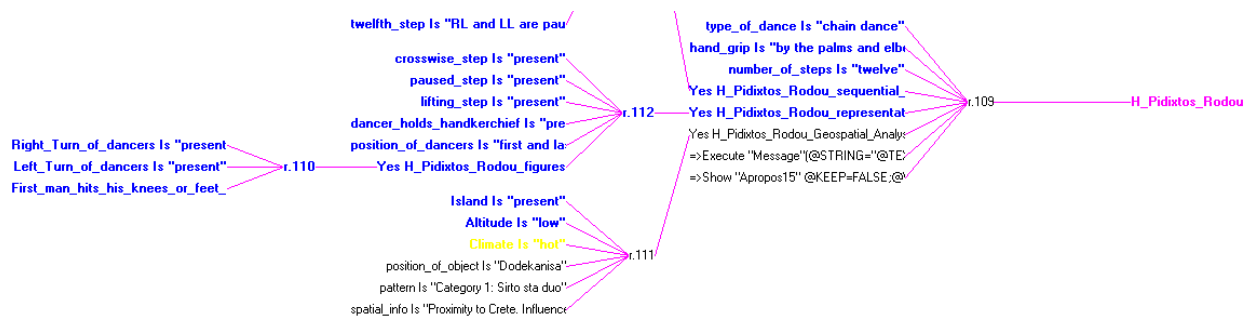 twelfth_step Is "RL and LL are pau
type_of_dance Is "chain dance"
hand_grip Is "by the palms and elb
number_of_steps Is "twelve"
Yes H_Pidixtos_Rodou_sequential_
Yes H_Pidixtos_Rodou_representat
Yes H_Pidixtos_Rodou_Geospatial_Analys
=>Execute "Message"(@STRING="@TE
=>Show "Apropos15" @KEEP=FALSE;@
r.109
H_Pidixtos_Rodou
crosswise_step Is "present"
paused_step Is "present"
lifting_step Is "present"
dancer_holds_handkerchief Is "pre
position_of_dancers Is "first and la
Yes H_Pidixtos_Rodou_figures
r.112
Right_Turn_of_dancers Is "present
Left_Turn_of_dancers Is "present"
First_man_hits_his_knees_or_feet_
r.110
Island Is "present"
Altitude Is "low"
Climate Is "hot"
position_of_object Is "Dodekanisa"
pattern Is "Category 1: Sirto sta duo"
spatial_info Is "Proximity to Crete. Influenc
r.111